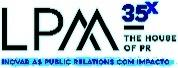 LPM
35x
THE HOUSE
OF PR
INOVAR AS PUBLIC RELATIONS COM IMPACTO